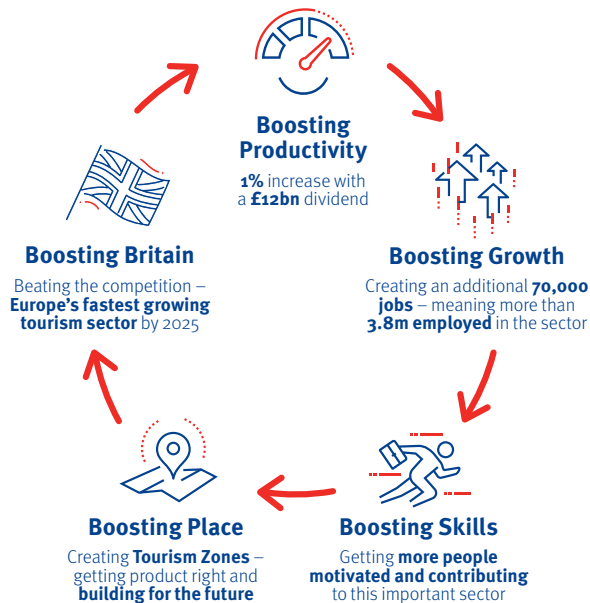 Boosting
Productivity
1% increase with
a £12bn dividend
Boosting Growth
Creating an additional 70,000
jobs – meaning more than
3.8m employed in the sector
Boosting Skills
Getting more people
motivated and contributing
to this important sector
Boosting Place
Creating Tourism Zones –
getting product right and
building for the future
Boosting Britain
Beating the competition –
Europe's fastest growing
tourism sector by 2025